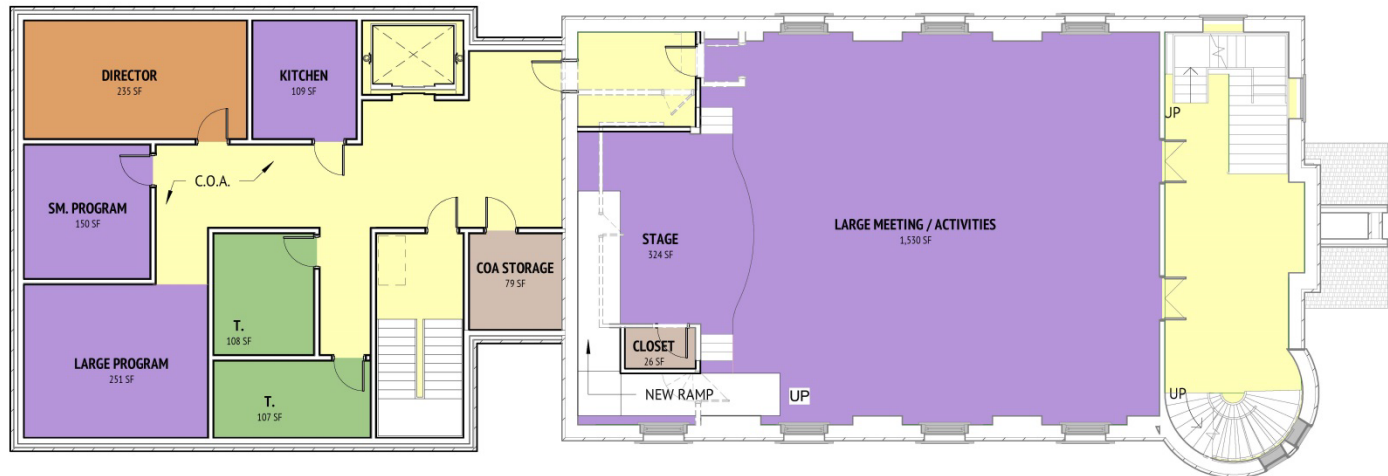 DIRECTOR
235 SF
KITCHEN
109 SF
C.O.A.
SM. PROGRAM
150 SF
LARGE PROGRAM
251 SF
T.
108 SF
T.
107 SF
COA STORAGE
79 SF
STAGE
324 SF
CLOSET
26 SF
NEW RAMP
UP
LARGE MEETING / ACTIVITIES
1,530 SF
UP
UP